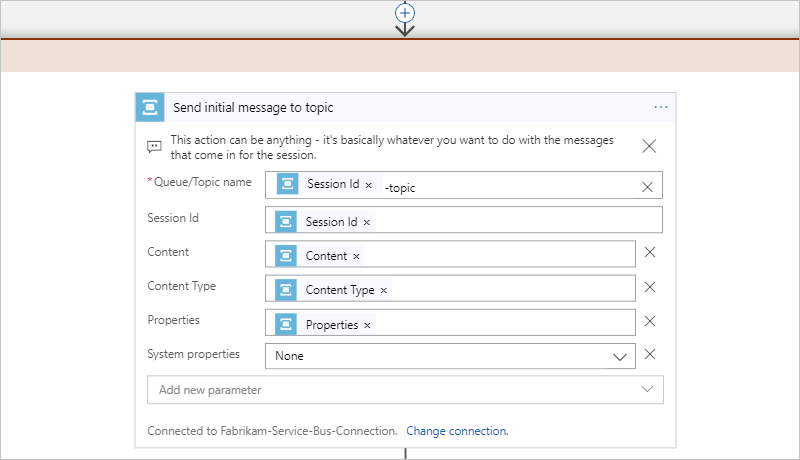 Send initial message to topic
This action can be anything - it's basically whatever you want to do with the messages
that come in for the session.
*Queue/Topic name Session Id × -topic
Session Id Session Id ×
Content Content ×
Content Type Content Type ×
Properties Properties ×
System properties None
Add new parameter
Connected to Fabrikam-Service-Bus-Connection. Change connection.